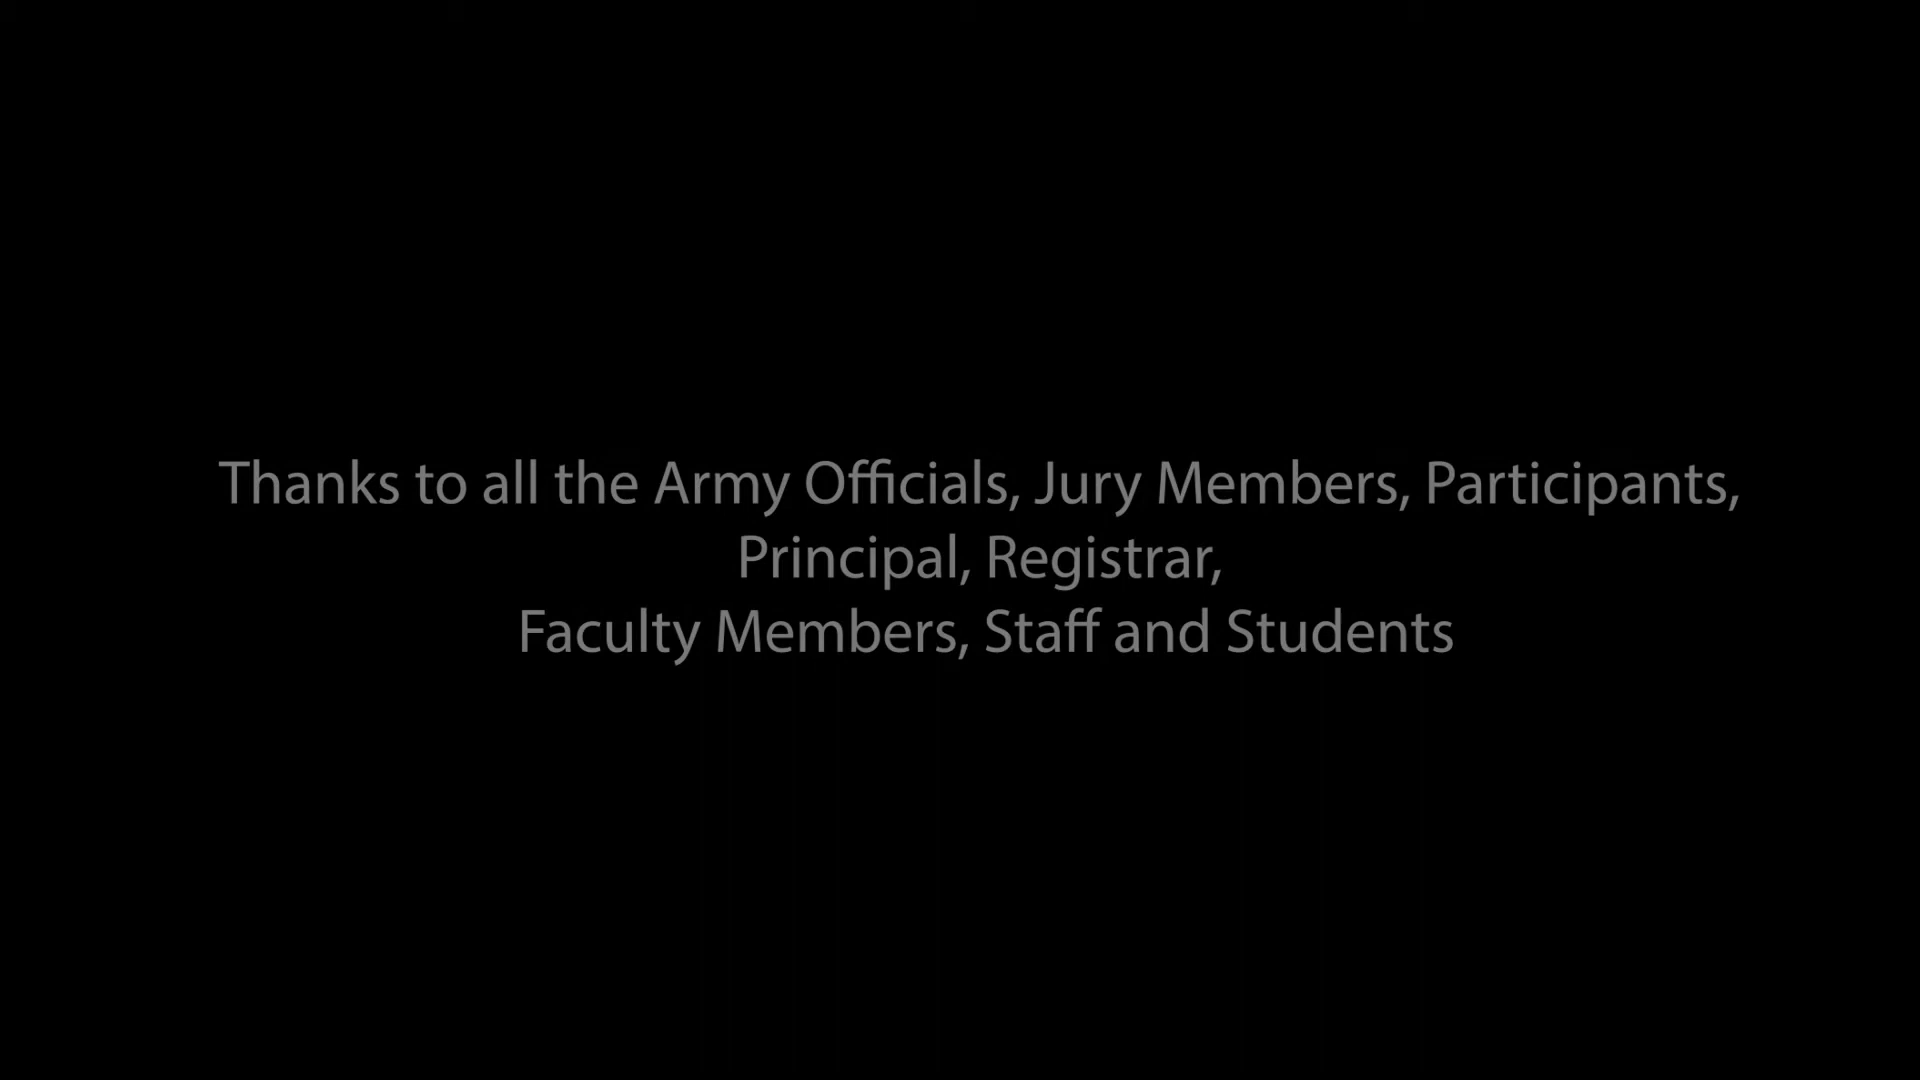 Thanks to all the Army Officials, Jury Members, Participants,
Principal, Registrar,
Faculty Members, Staff and Students